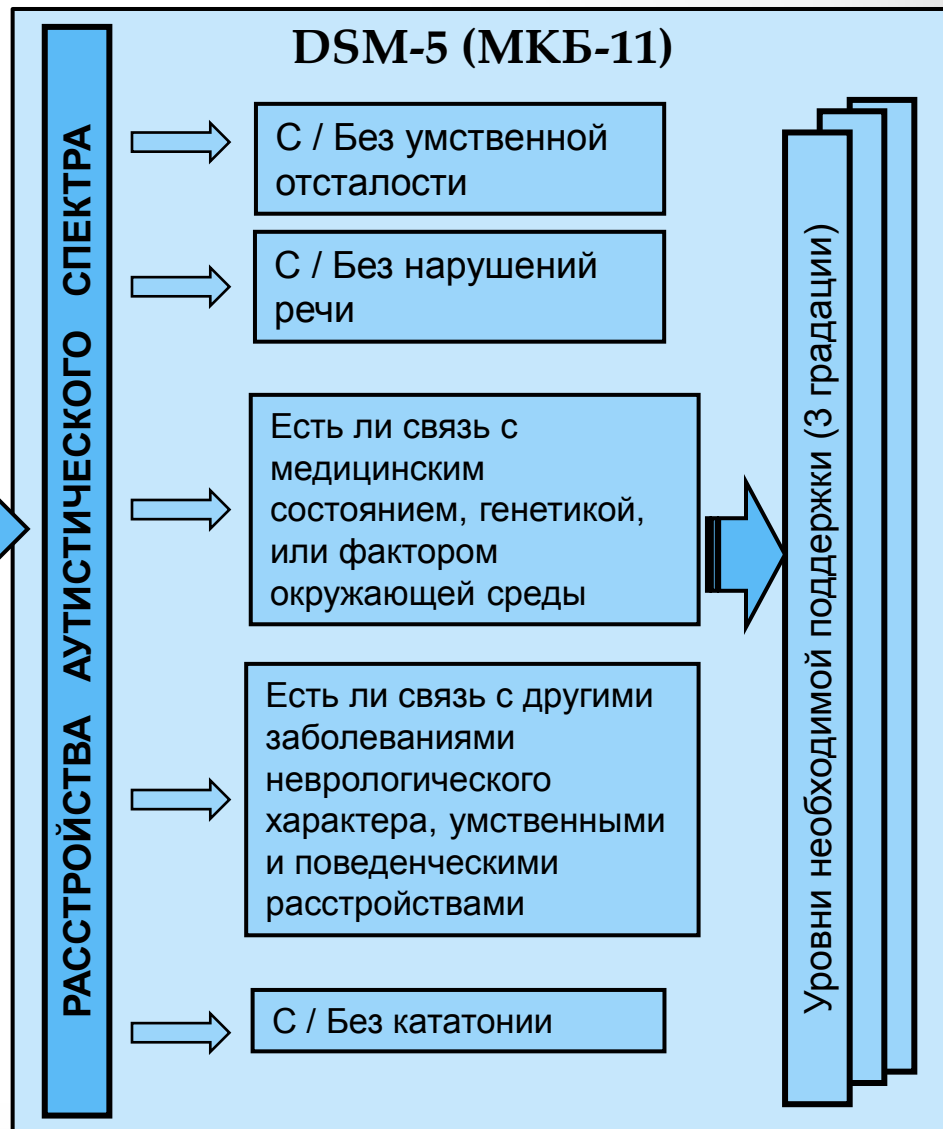 DSM-5 (МКБ-11)
РАССТРОЙСТВА АУТИСТИЧЕСКОГО СПЕКТРА
С / Без умственной
отсталости
С / Без нарушений
речи
Есть ли связь с
медицинским
состоянием, генетикой,
или фактором
окружающей среды
Есть ли связь с другими
заболеваниями
неврологического
характера, умственными
и поведенческими
расстройствами
С / Без кататонии
Уровни необходимой поддержки (3 градации)